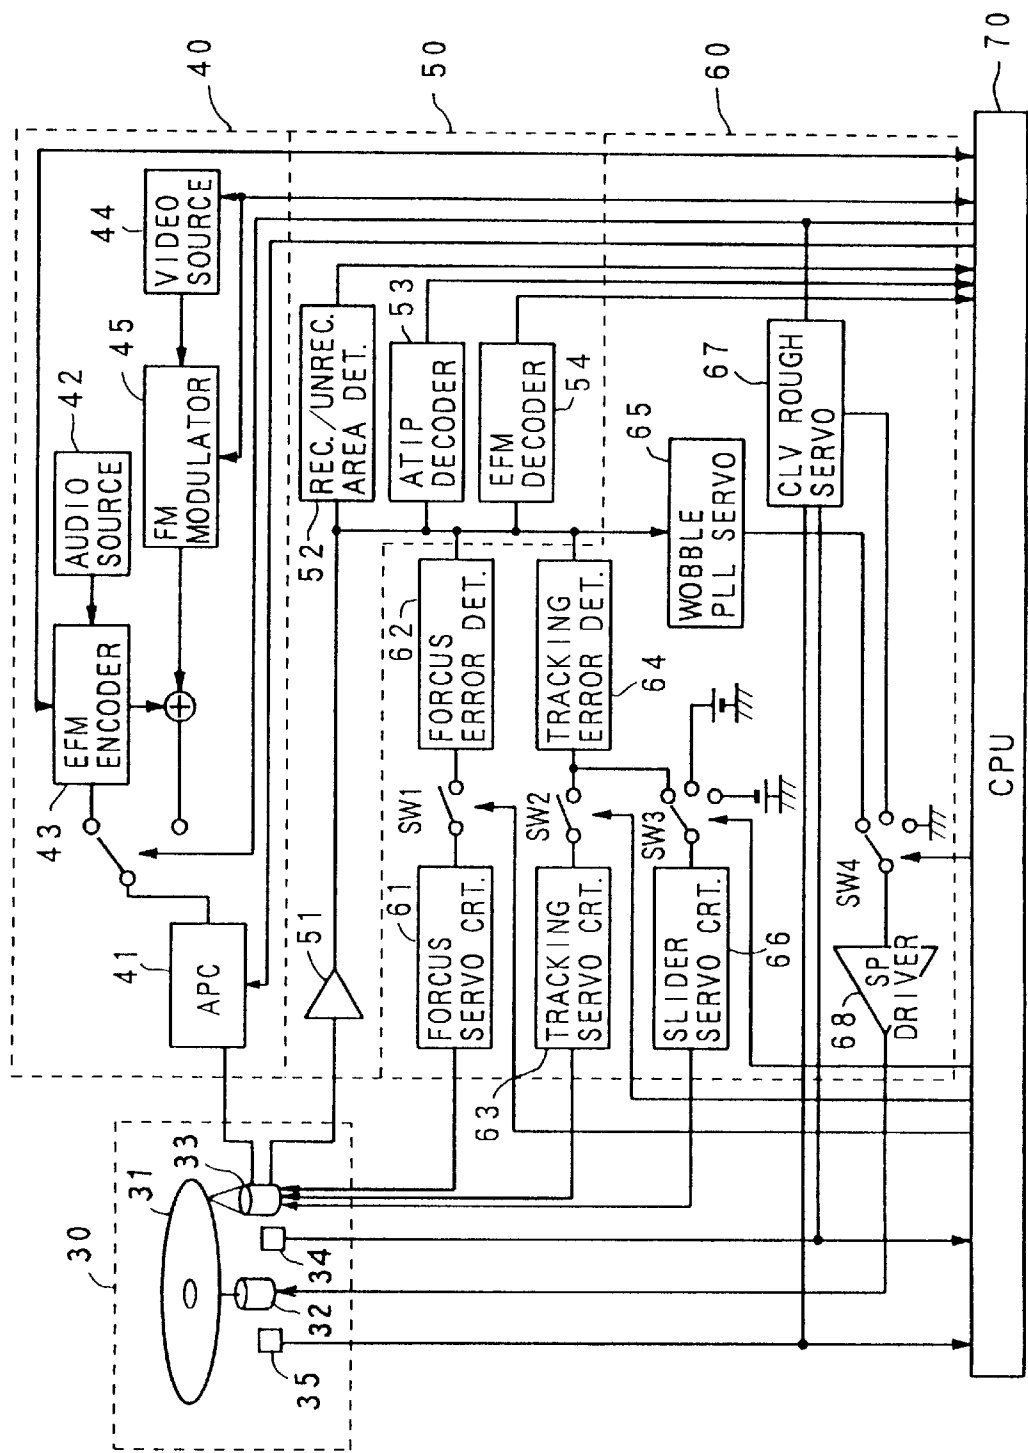 30
31
33
34
32
35
40
44
VIDEO
SOURCE
45
FM
MODULATOR
42
AUDIO
SOURCE
43
EFM
ENCODER
41
APC
50
51
52
REC./UNREC.
AREA DET.
53
ATIP
DECODER
54
EFM
DECODER
60
61
FORCUS
SERVO CRT.
SW1
62
FORCUS
ERROR DET.
63
TRACKING
SERVO CRT.
SW2
64
TRACKING
ERROR DET.
65
WOBBLE
PLL SERVO
66
SLIDER
SERVO CRT.
SW3
67
CLV ROUGH
SERVO
68
SP
DRIVER
SW4
70
CPU